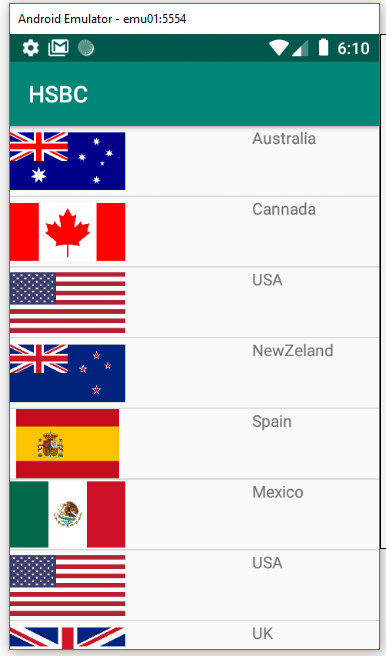 Android Emulator - emu01:5554
6:10
HSBC
Australia
Cannada
USA
NewZeland
Spain
Mexico
USA
UK